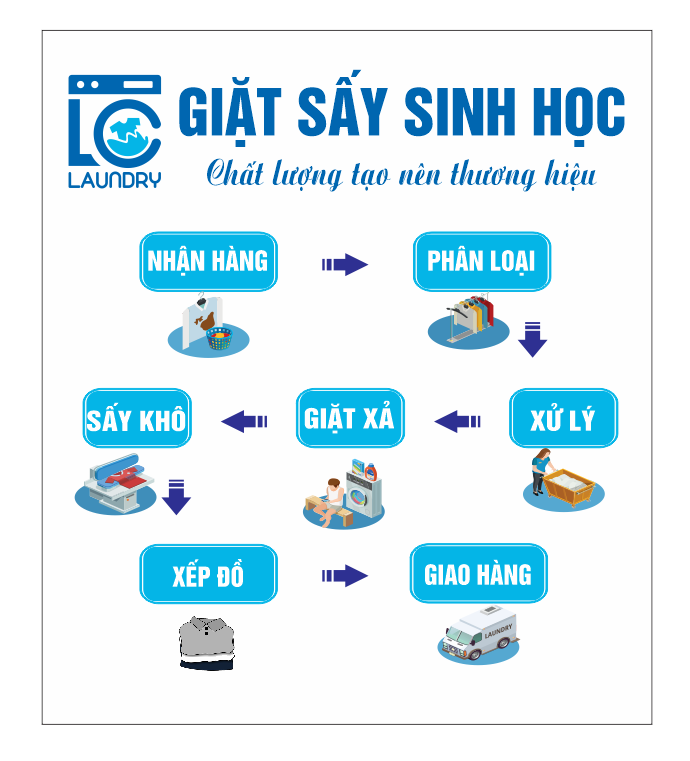 LC
LAUNDRY
GIẶT SẤY SINH HỌC
Chất lượng tạo nên thương hiệu
NHẬN HÀNG
PHÂN LOẠI
XỬ LÝ
GIẶT XẢ
SẤY KHÔ
XẾP ĐỒ
GIAO HÀNG
LAUNDRY